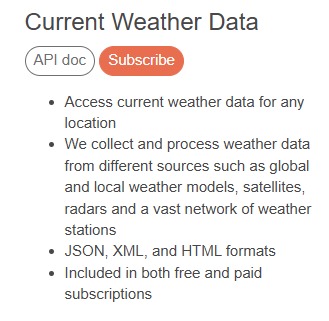 Current Weather Data
API doc Subscribe
• Access current weather data for any
location
• We collect and process weather data
from different sources such as global
and local weather models, satellites,
radars and a vast network of weather
stations
• JSON, XML, and HTML formats
• Included in both free and paid
subscriptions